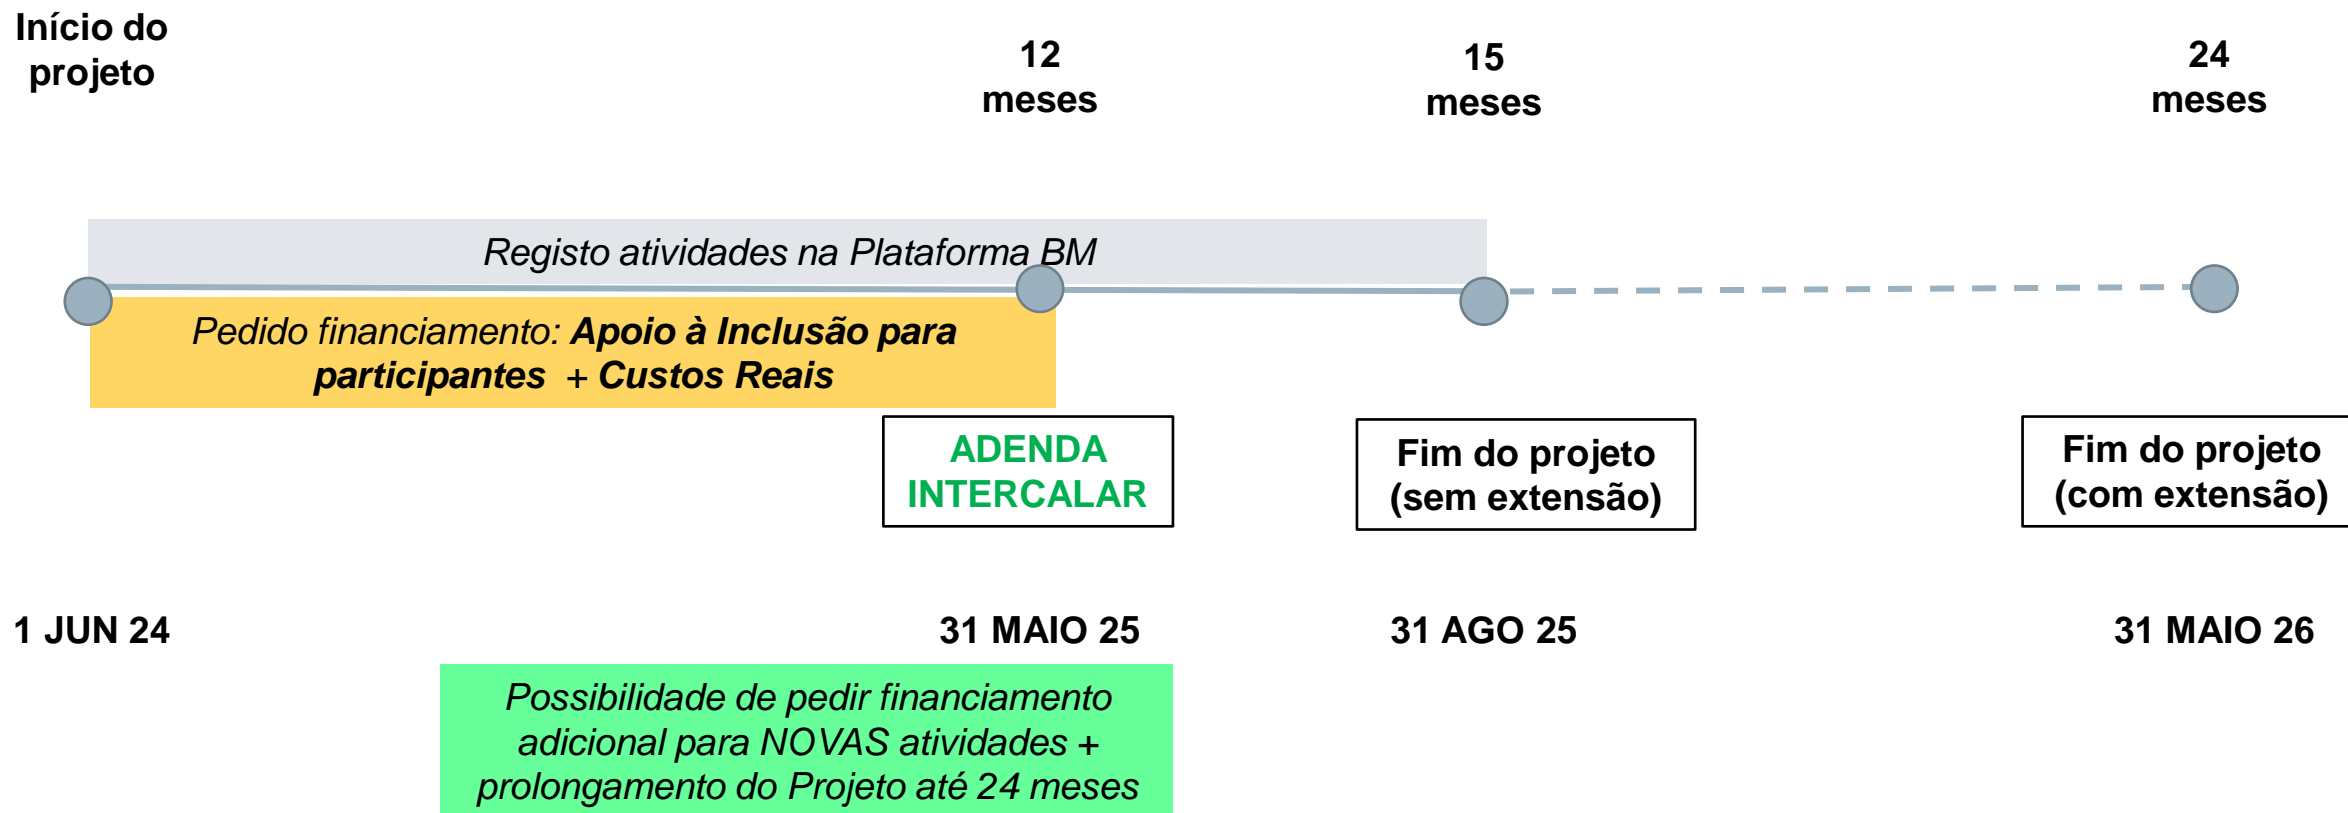 Início do
projeto
12
meses
15
meses
24
meses
Registo atividades na Plataforma BM
Pedido financiamento: Apoio à Inclusão para
participantes + Custos Reais
ADENDA
INTERCALAR
Fim do projeto
(sem extensão)
Fim do projeto
(com extensão)
1 JUN 24
31 MAIO 25
31 AGO 25
31 MAIO 26
Possibilidade de pedir financiamento
adicional para NOVAS atividades +
prolongamento do Projeto até 24 meses